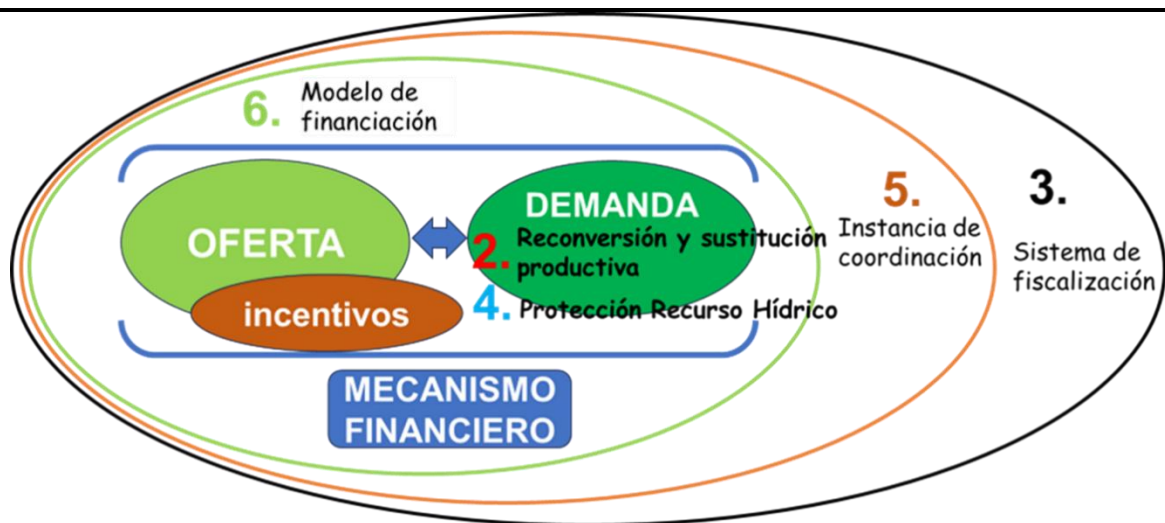 6. Modelo de
financiación
OFERTA
incentivos
DEMANDA
2. Reconversión y sustitución
productiva
4. Protección Recurso Hídrico
MECANISMO
FINANCIERO
5.
Instancia de
coordinación
3.
Sistema de
fiscalización